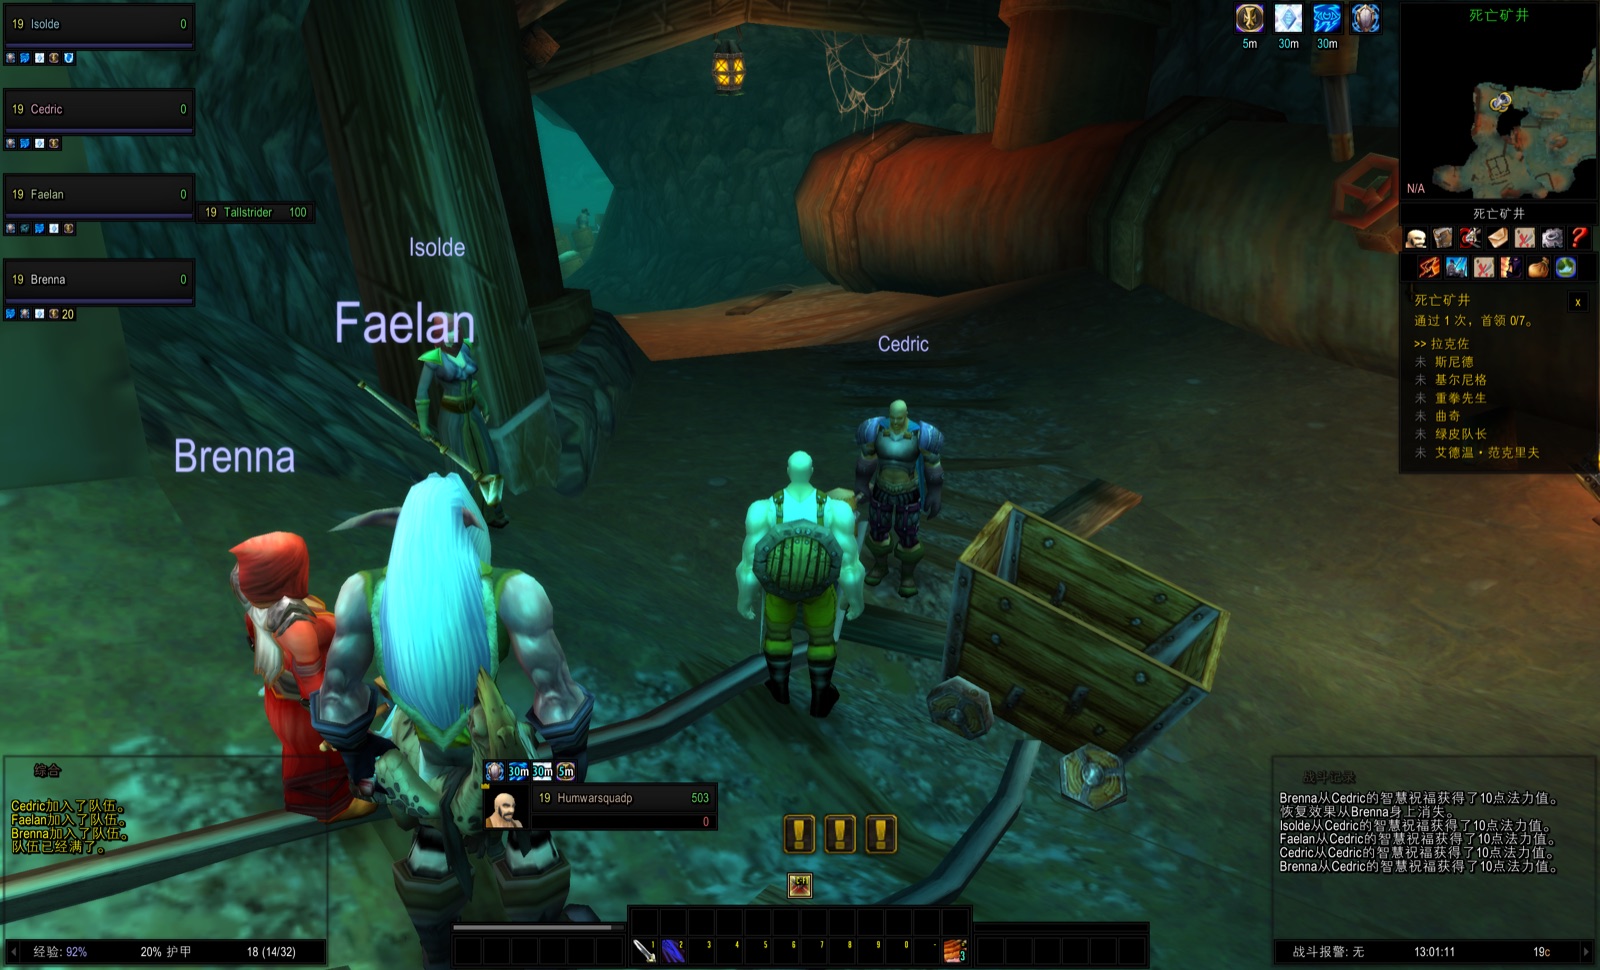 19 Isolde 0
19 Cedric 0
19 Faelan 0
19 Tallstrider 100
19 Brenna 0
20
5m 30m 30m
死亡矿井
N/A
死亡矿井
死亡矿井 x
通过 1 次，首领 0/7。
>> 拉克佐
未 斯尼德
未 基尔尼格
未 重拳先生
未 曲奇
未 绿皮队长
未 艾德温·范克里夫
Isolde
Faelan
Brenna
Cedric
综合
Cedric加入了队伍。
Faelan加入了队伍。
Brenna加入了队伍。
队伍已经满了。
30m 30m 5m
19 Humwarsquadp 503
0
战斗记录
Brenna从Cedric的智慧祝福获得了10点法力值。
恢复效果从Brenna身上消失。
Isolde从Cedric的智慧祝福获得了10点法力值。
Faelan从Cedric的智慧祝福获得了10点法力值。
Cedric从Cedric的智慧祝福获得了10点法力值。
Brenna从Cedric的智慧祝福获得了10点法力值。
1 2 3 4 5 6 7 8 9 0 - =
3
经验: 92% 20% 护甲 18 (14/32)
战斗报警: 无 13:01:11 19c